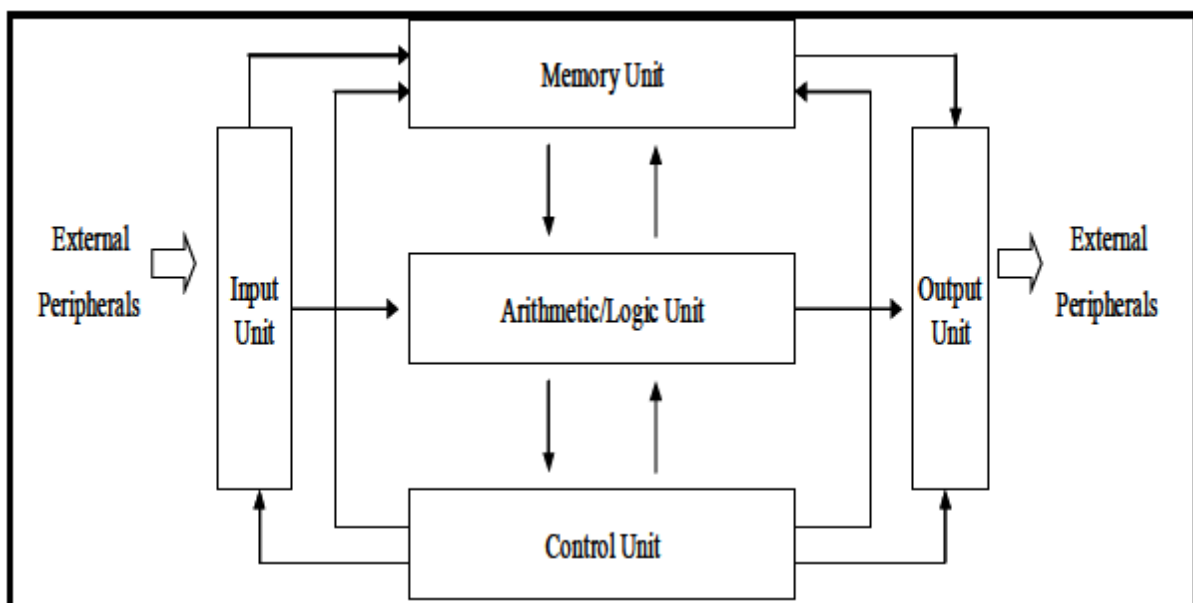 Memory Unit
External
Peripherals
Input
Unit
Arithmetic/Logic Unit
Output
Unit
External
Peripherals
Control Unit